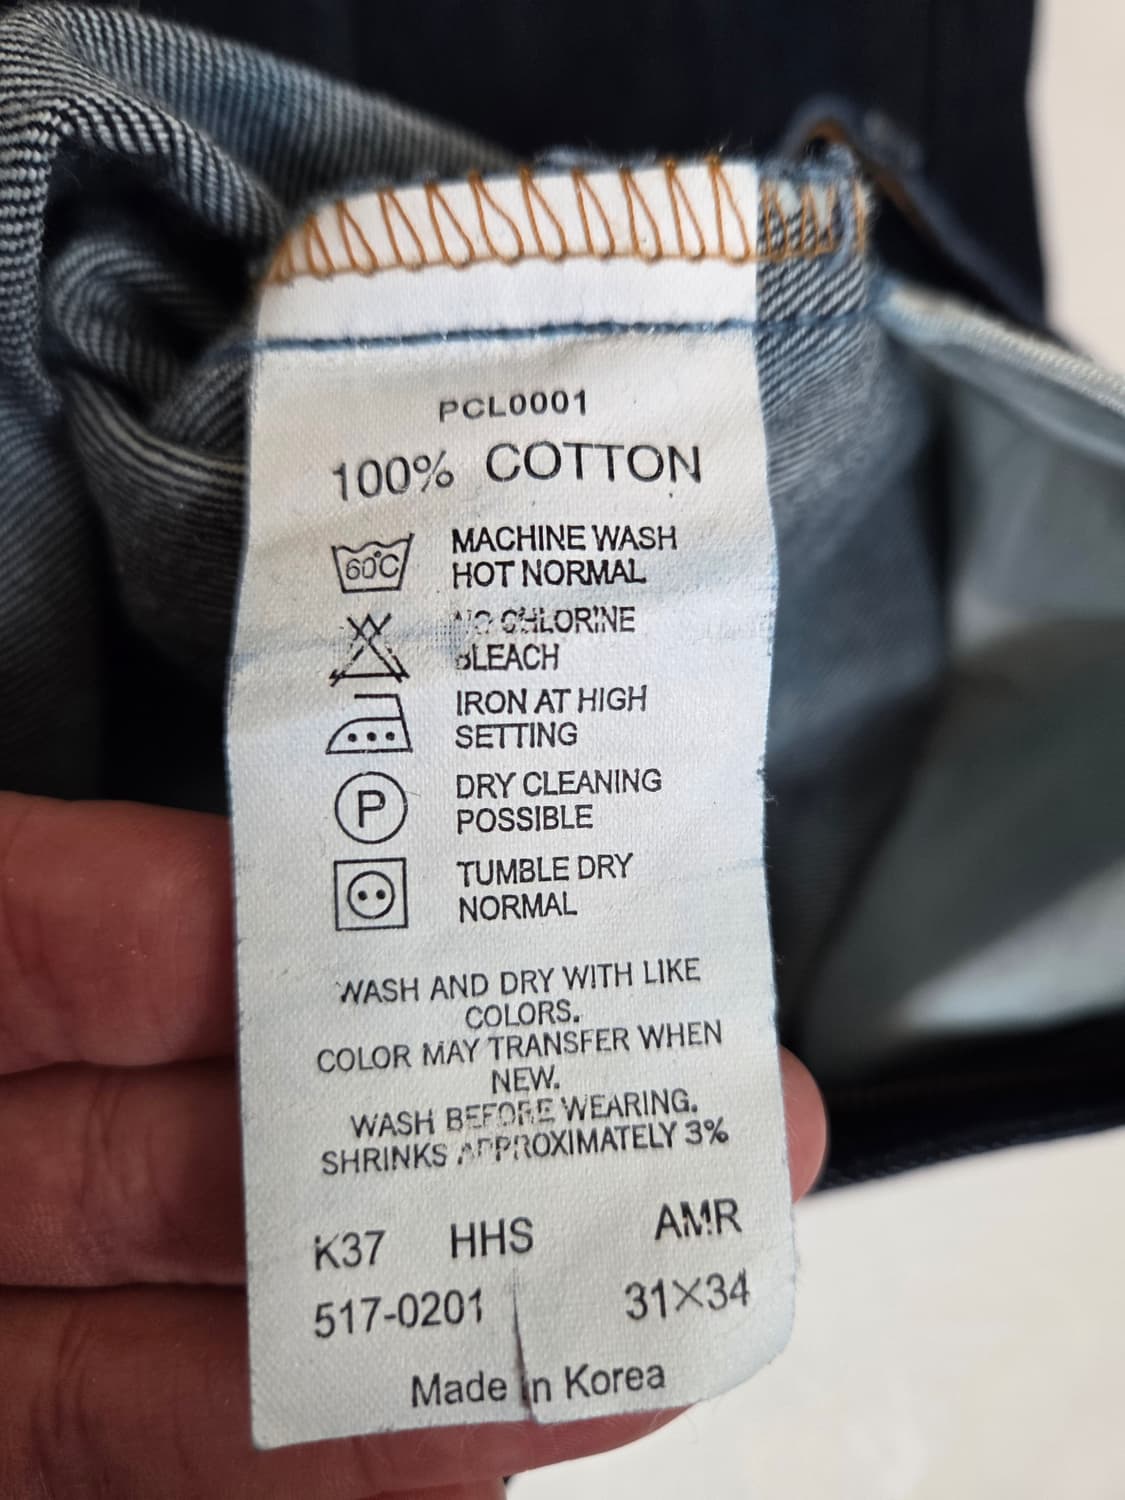 PCL0001
100% COTTON
60°C MACHINE WASH
HOT NORMAL
NO CHLORINE
BLEACH
IRON AT HIGH
SETTING
P DRY CLEANING
POSSIBLE
TUMBLE DRY
NORMAL
WASH AND DRY WITH LIKE
COLORS.
COLOR MAY TRANSFER WHEN
NEW.
WASH BEFORE WEARING.
SHRINKS APPROXIMATELY 3%
K37 HHS AMR
517-0201 31×34
Made in Korea